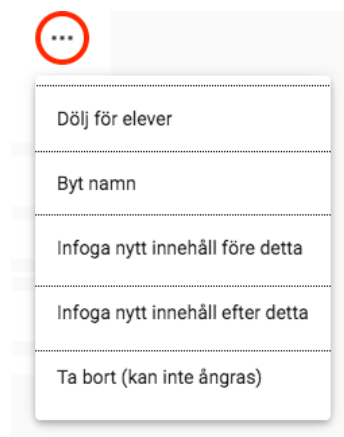 Dölj för elever
Byt namn
Infoga nytt innehåll före detta
Infoga nytt innehåll efter detta
Ta bort (kan inte ångras)